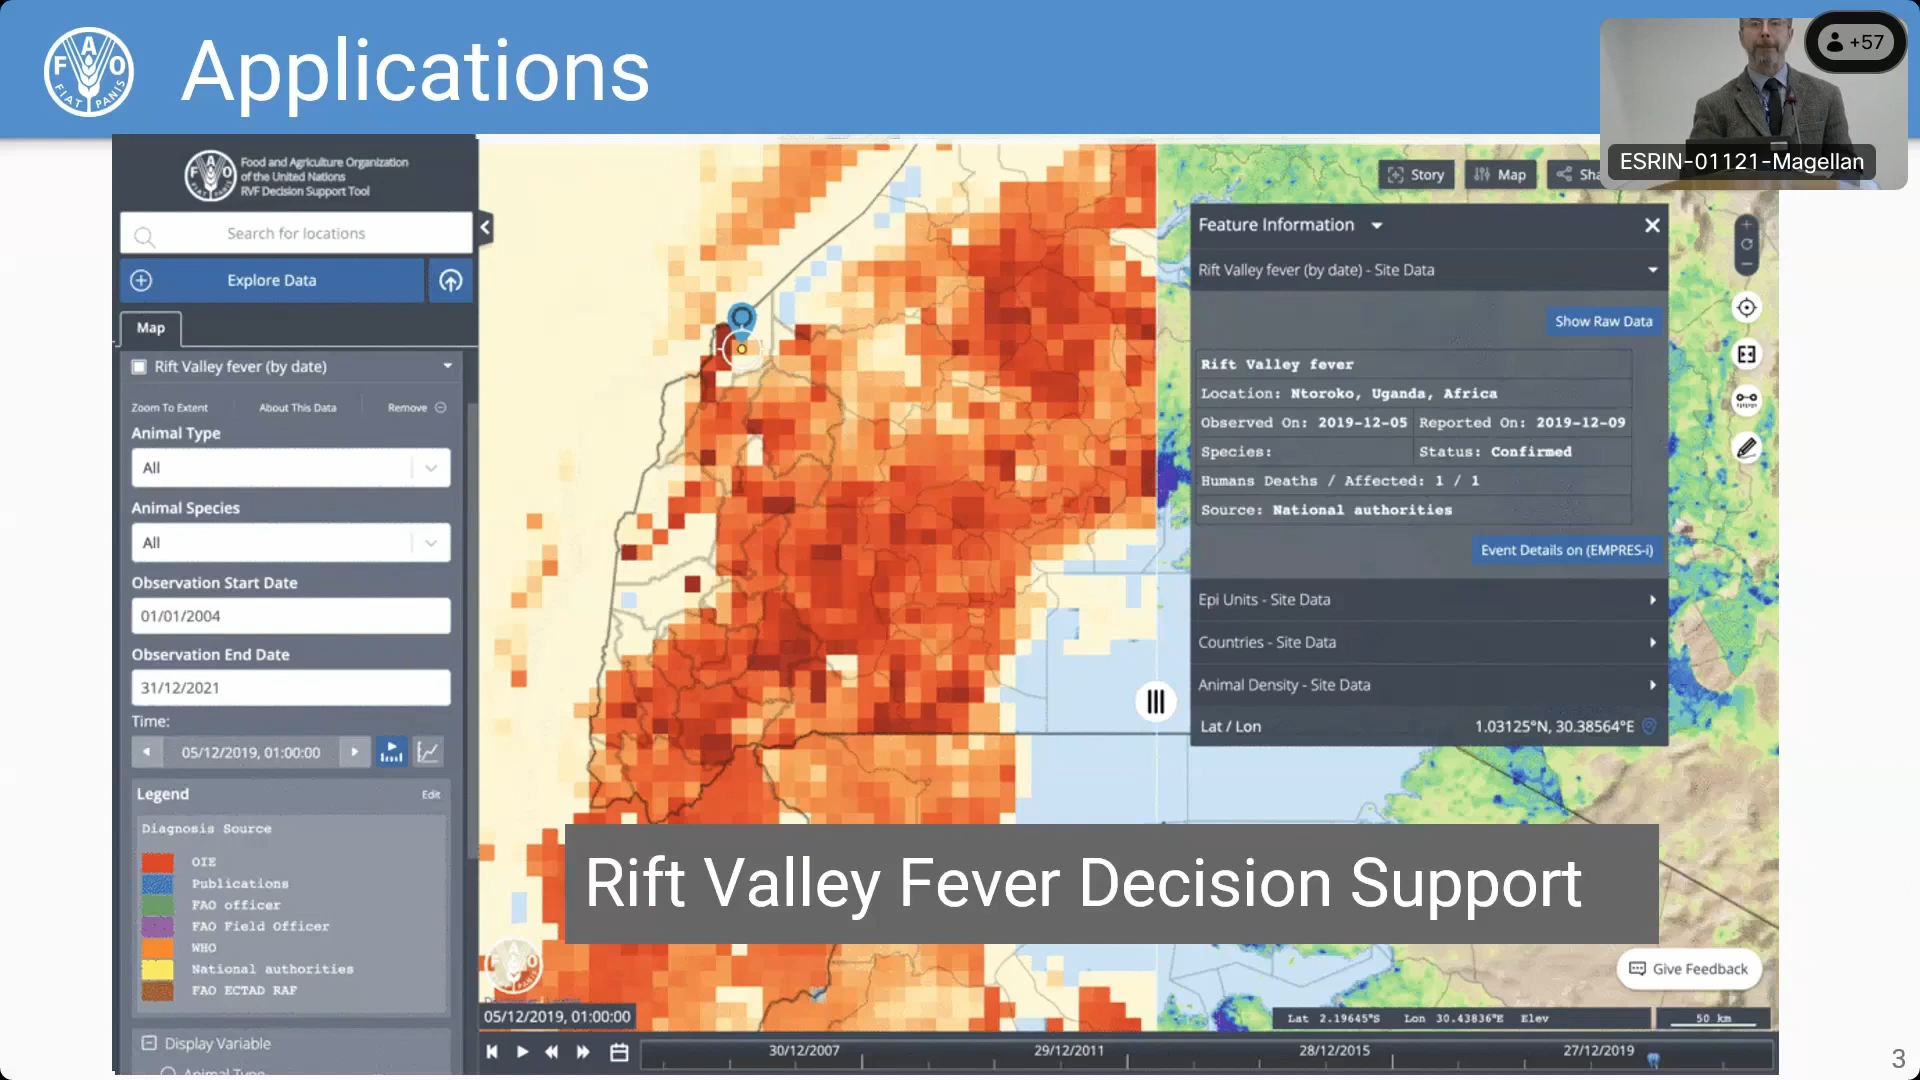 FAO
FIAT PANIS
Applications
+57
ESRIN-01121-Magellan
Food and Agriculture Organization
of the United Nations
RVF Decision Support Tool
Search for locations
Explore Data
Map
Rift Valley fever (by date)
Zoom To Extent
About This Data
Remove
Animal Type
All
Animal Species
All
Observation Start Date
01/01/2004
Observation End Date
31/12/2021
Time:
05/12/2019, 01:00:00
Legend
Edit
Diagnosis Source
OIE
Publications
FAO officer
FAO Field Officer
WHO
National authorities
FAO ECTAD RAF
Display Variable
Animal Type
Story
Map
Sha
Feature Information
Rift Valley fever (by date) - Site Data
Show Raw Data
Rift Valley fever
Location: Ntoroko, Uganda, Africa
Observed On: 2019-12-05 Reported On: 2019-12-09
Species: Status: Confirmed
Humans Deaths / Affected: 1 / 1
Source: National authorities
Event Details on (EMPRES-i)
Epi Units - Site Data
Countries - Site Data
Animal Density - Site Data
Lat / Lon 1.03125°N, 30.38564°E
Rift Valley Fever Decision Support
Give Feedback
05/12/2019, 01:00:00
Lat 2.19645°S Lon 30.43836°E Elev
50 km
30/12/2007
29/12/2011
28/12/2015
27/12/2019
3